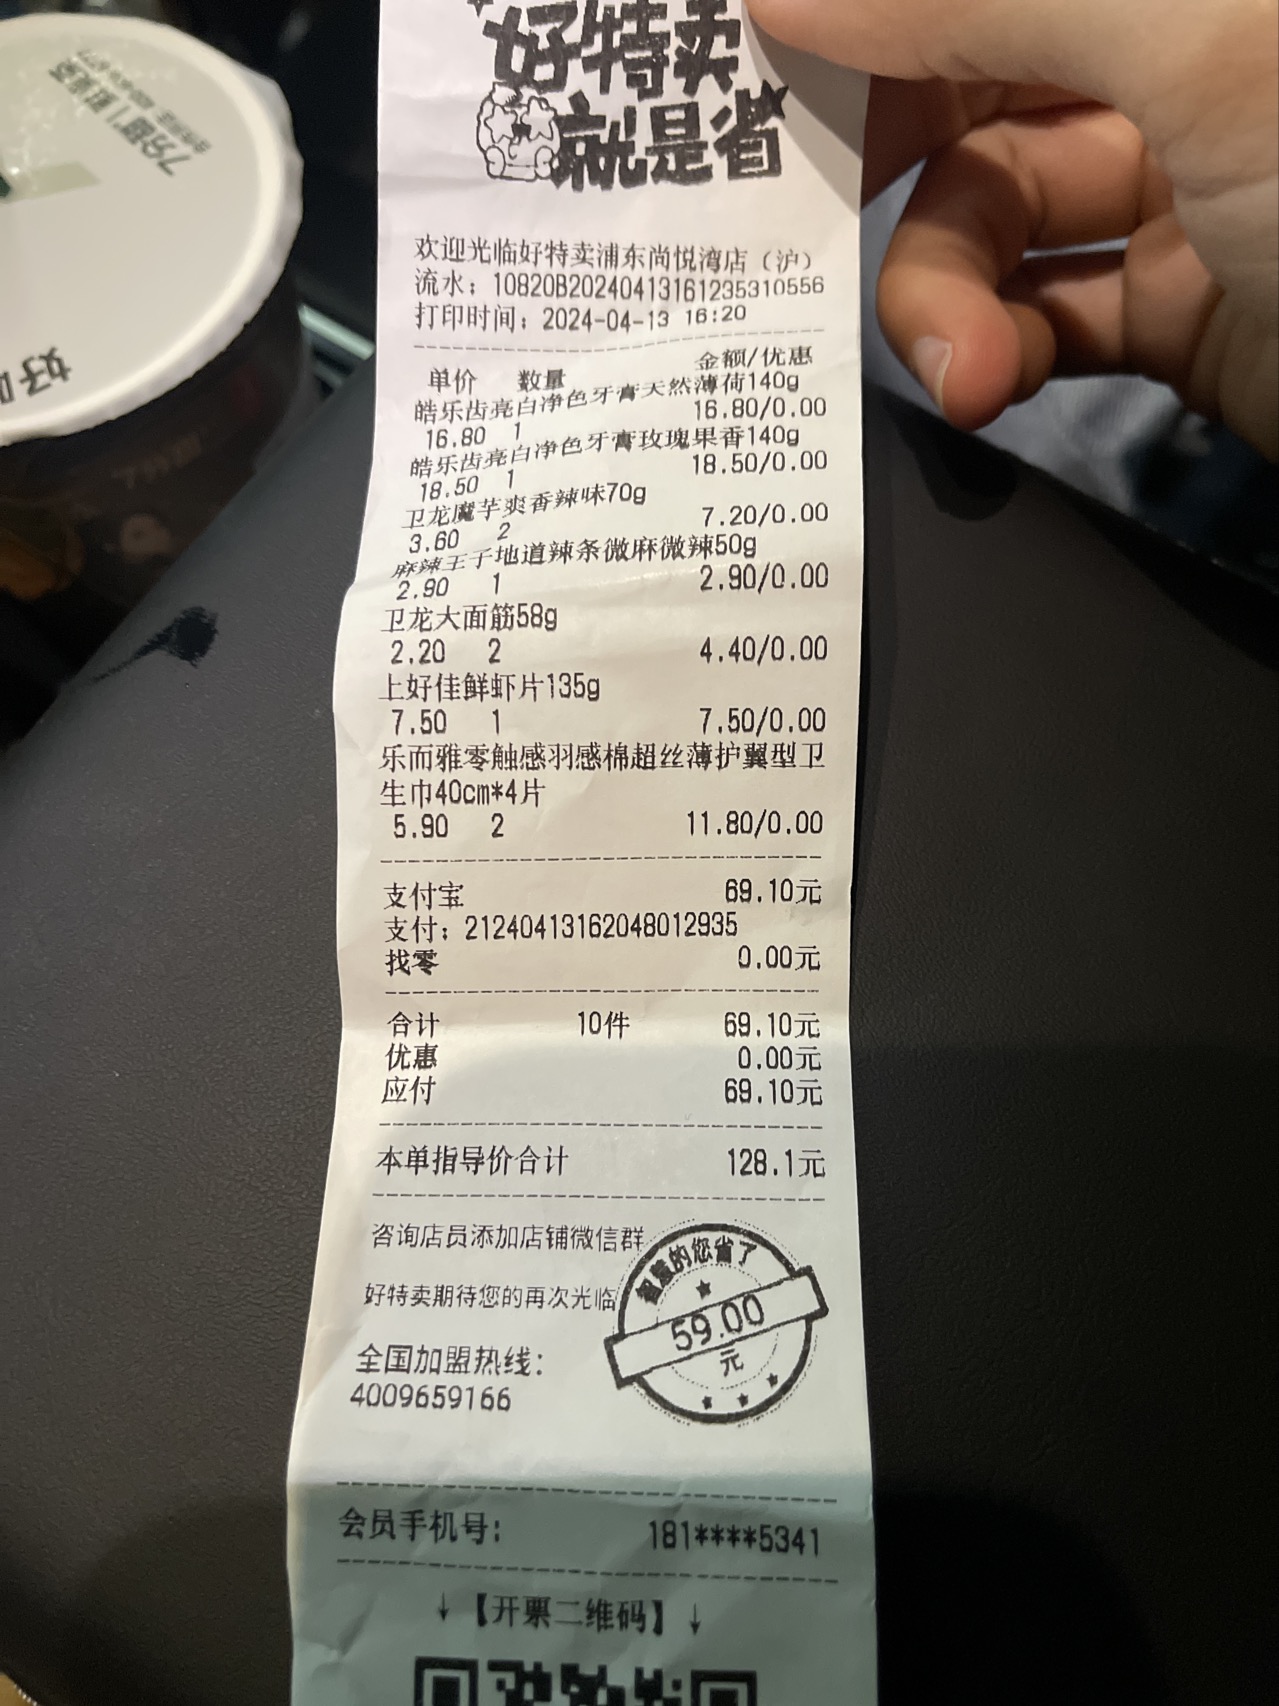 好特卖
就是省
欢迎光临好特卖浦东尚悦湾店（沪）
流水：10820B20240413161235310556
打印时间：2024-04-13 16:20
金额/优惠
单价 数量
皓乐齿亮白净色牙膏天然薄荷140g
16.80 1 16.80/0.00
皓乐齿亮白净色牙膏玫瑰果香140g
18.50 1 18.50/0.00
卫龙魔芋爽香辣味70g
3.60 2 7.20/0.00
麻辣王子地道辣条微麻微辣50g
2.90 1 2.90/0.00
卫龙大面筋58g
2.20 2 4.40/0.00
上好佳鲜虾片135g
7.50 1 7.50/0.00
乐而雅零触感羽感棉超丝薄护翼型卫
生巾40cm*4片
5.90 2 11.80/0.00
支付宝 69.10元
支付：21240413162048012935
找零 0.00元
合计 10件 69.10元
优惠 0.00元
应付 69.10元
本单指导价合计 128.1元
咨询店员添加店铺微信群
智慧的您省了
59.00
元
好特卖期待您的再次光临
全国加盟热线：
4009659166
会员手机号： 181****5341
↓【开票二维码】↓
7分甜